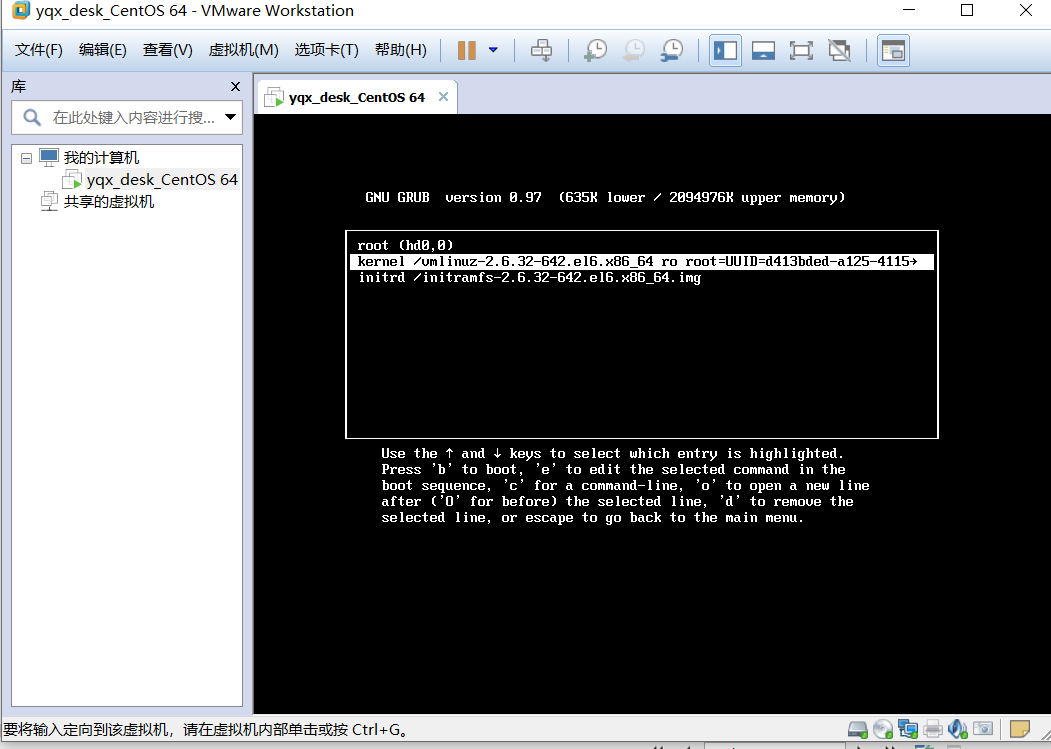 yqx_desk_CentOS 64 - VMware Workstation
文件(F) 编辑(E) 查看(V) 虚拟机(M) 选项卡(T) 帮助(H)
库
在此处键入内容进行搜...
我的计算机
yqx_desk_CentOS 64
共享的虚拟机
yqx_desk_CentOS 64
GNU GRUB version 0.97 (635K lower / 2094976K upper memory)
root (hd0,0)
kernel /vmlinuz-2.6.32-642.el6.x86_64 ro root=UUID=d413bded-a125-4115→
initrd /initramfs-2.6.32-642.el6.x86_64.img
Use the ↑ and ↓ keys to select which entry is highlighted.
Press 'b' to boot, 'e' to edit the selected command in the
boot sequence, 'c' for a command-line, 'o' to open a new line
after ('O' for before) the selected line, 'd' to remove the
selected line, or escape to go back to the main menu.
要将输入定向到该虚拟机，请在虚拟机内部单击或按 Ctrl+G。